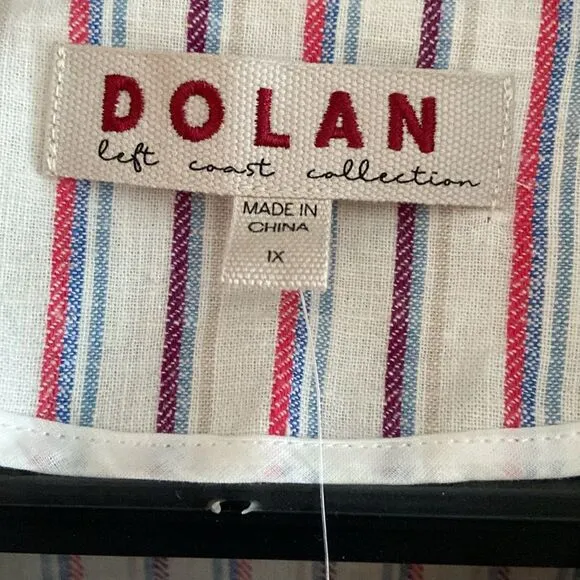 DOLAN
left coast collection
MADE IN
CHINA
1X